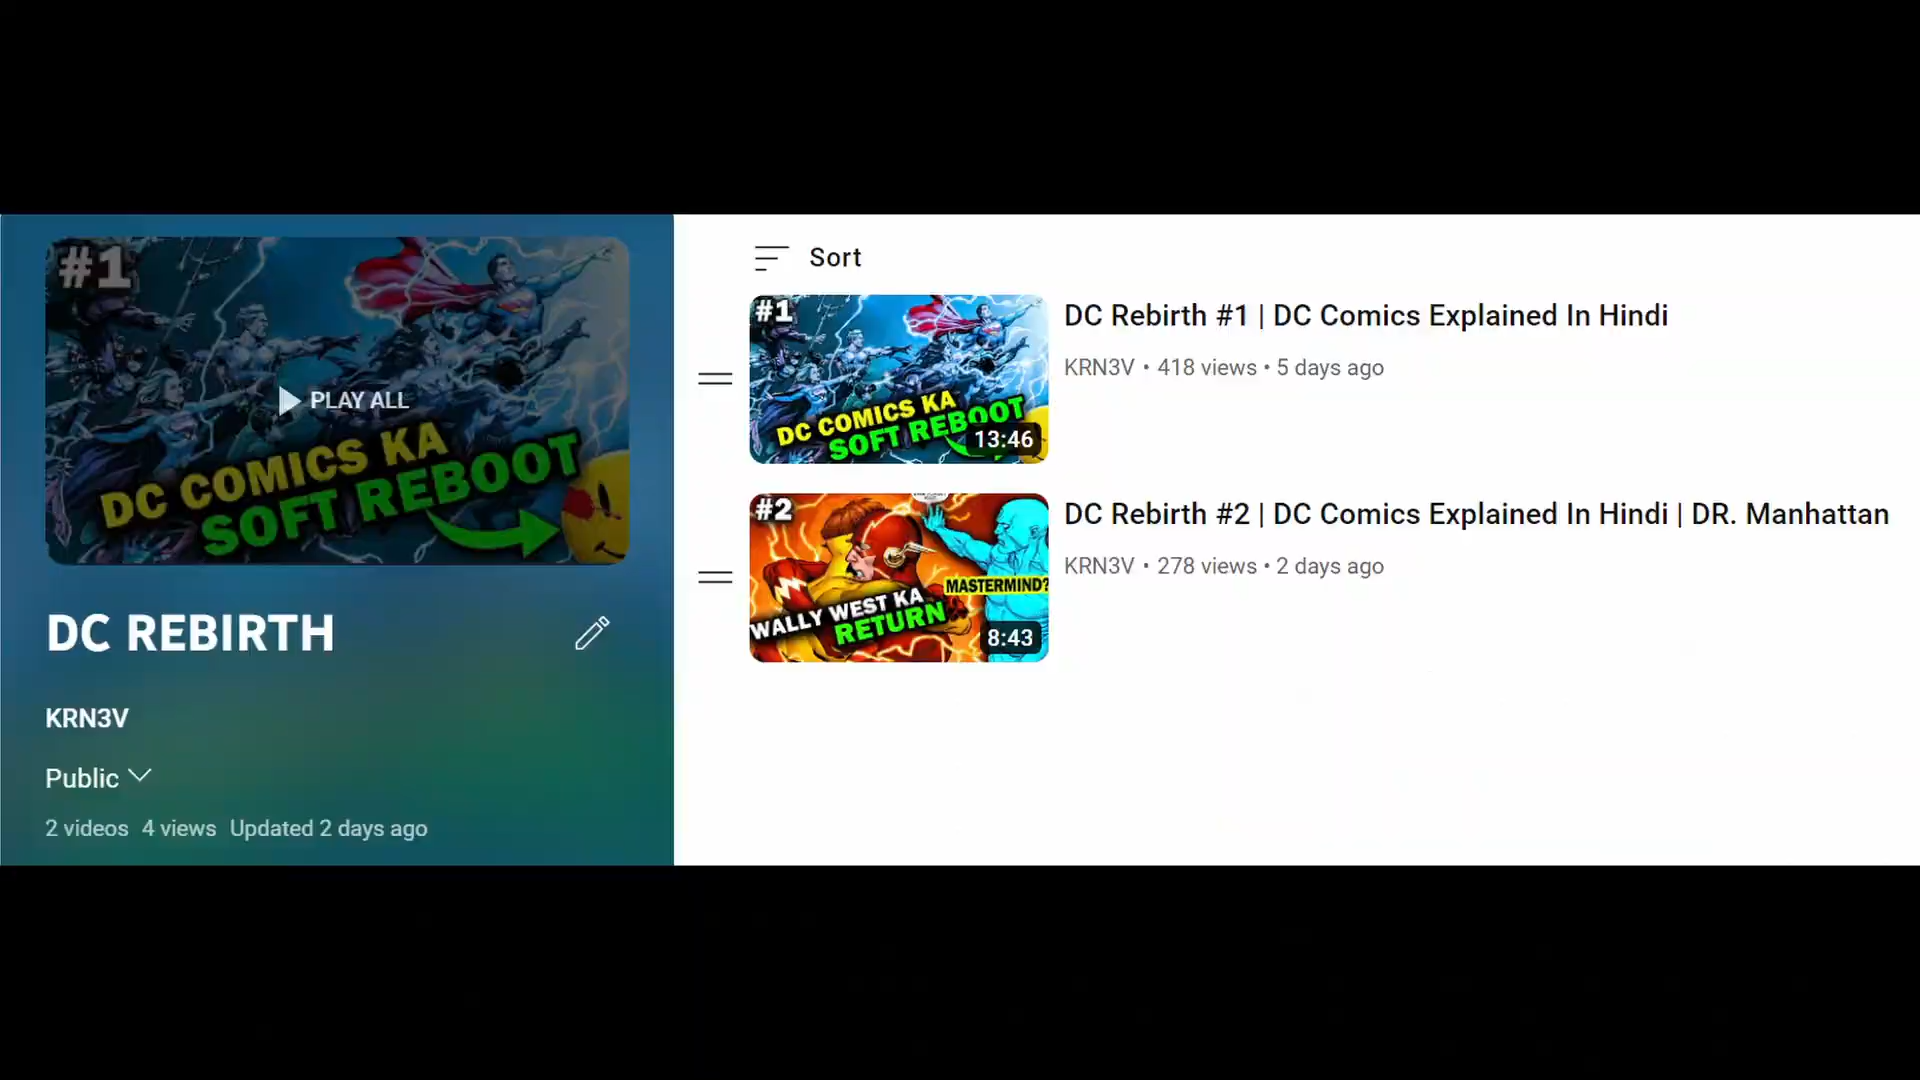 #1
PLAY ALL
DC COMICS KA
SOFT REBOOT
DC REBIRTH
KRN3V
Public
2 videos 4 views Updated 2 days ago
Sort
#1
DC COMICS KA
SOFT REBOOT
13:46
DC Rebirth #1 | DC Comics Explained In Hindi
KRN3V • 418 views • 5 days ago
#2
MASTERMIND?
WALLY WEST KA
RETURN
8:43
DC Rebirth #2 | DC Comics Explained In Hindi | DR. Manhattan
KRN3V • 278 views • 2 days ago